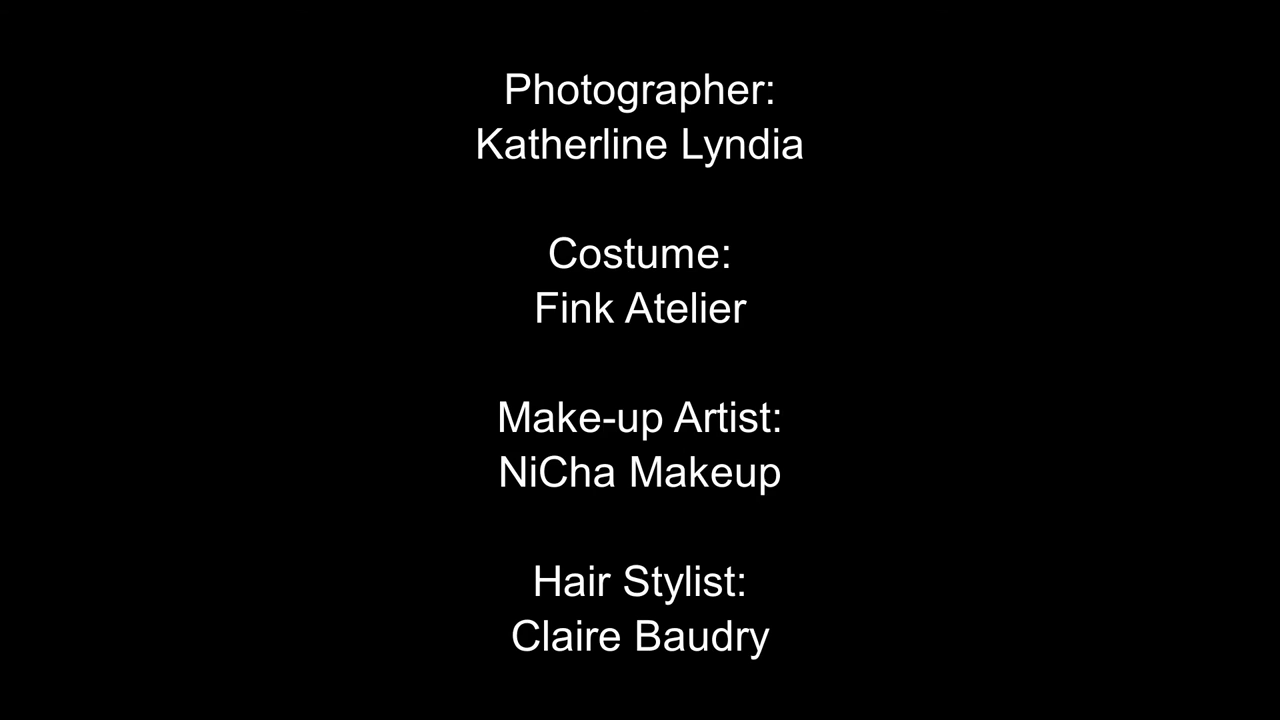 Photographer:
Katherline Lyndia
Costume:
Fink Atelier
Make-up Artist:
NiCha Makeup
Hair Stylist:
Claire Baudry